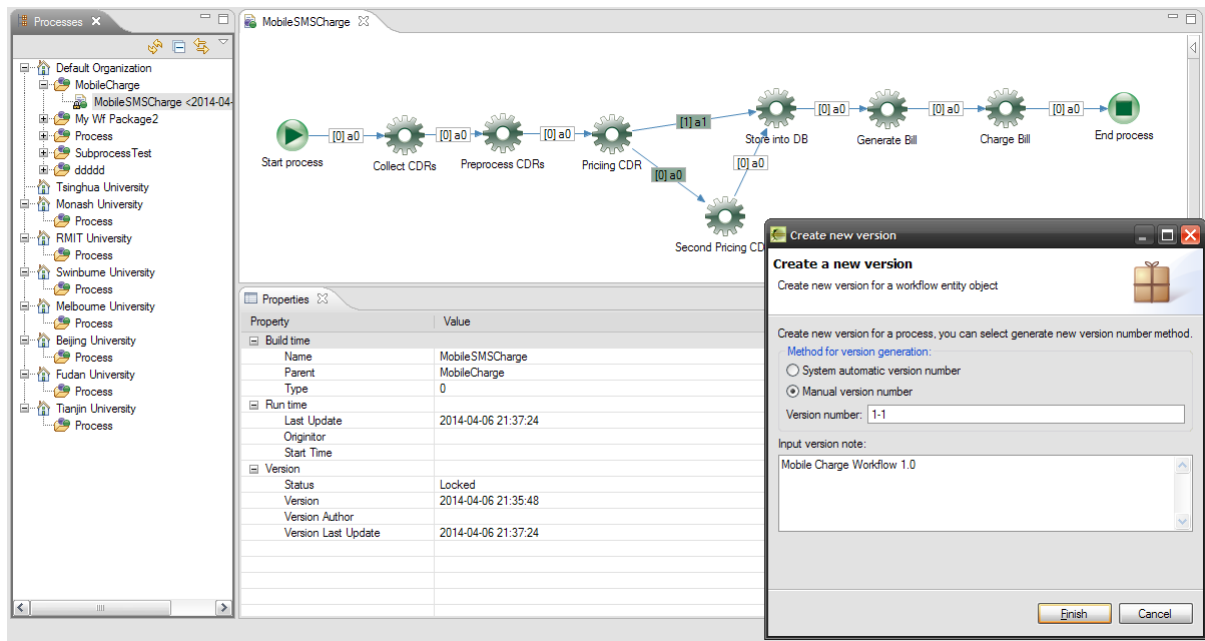 Processes
Default Organization
MobileCharge
MobileSMSCharge <2014-04-
My Wf Package2
Process
SubprocessTest
ddddd
Tsinghua University
Monash University
Process
RMIT University
Process
Swinburne University
Process
Melbourne University
Process
Beijing University
Process
Fudan University
Process
Tianjin University
Process
MobileSMSCharge
Start process
[0] a0
Collect CDRs
[0] a0
Preprocess CDRs
[0] a0
Priciing CDR
[1] a1
[0] a0
Second Pricing CD
[0] a0
Store into DB
[0] a0
Generate Bill
[0] a0
Charge Bill
[0] a0
End process
Properties
Property Value
Build time
Name MobileSMSCharge
Parent MobileCharge
Type 0
Run time
Last Update 2014-04-06 21:37:24
Originitor
Start Time
Version
Status Locked
Version 2014-04-06 21:35:48
Version Author
Version Last Update 2014-04-06 21:37:24
Create new version
Create a new version
Create new version for a workflow entity object
Create new version for a process, you can select generate new version number method.
Method for version generation:
System automatic version number
Manual version number
Version number: 1-1
Input version note:
Mobile Charge Workflow 1.0
Finish Cancel